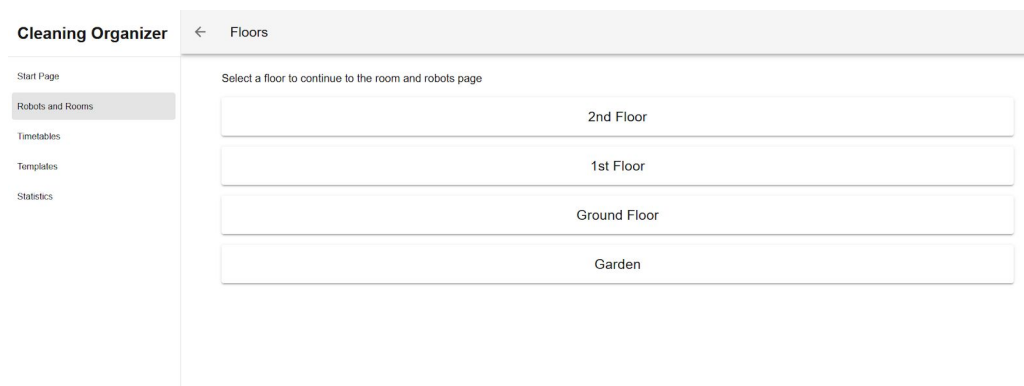 Cleaning Organizer
Start Page
Robots and Rooms
Timetables
Templates
Statistics
Floors
Select a floor to continue to the room and robots page
2nd Floor
1st Floor
Ground Floor
Garden